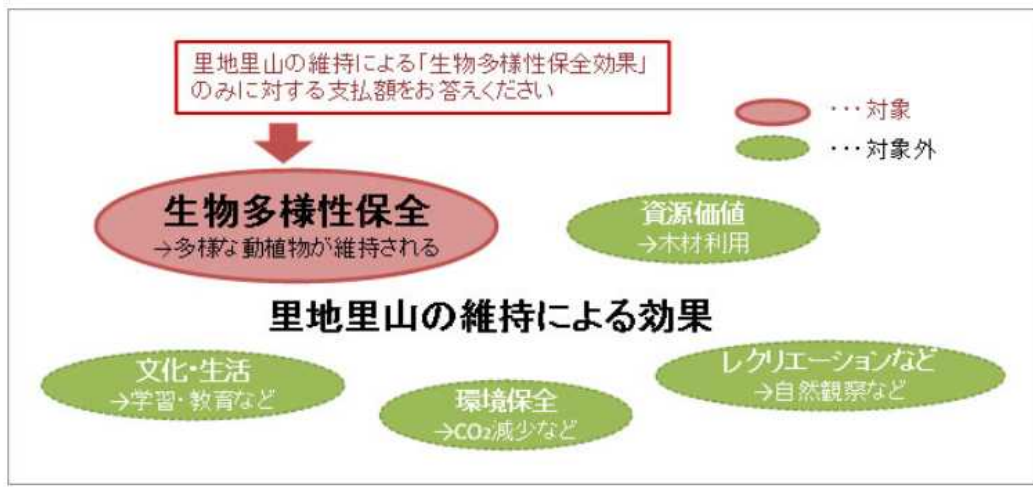 里地里山の維持による「生物多様性保全効果」
のみに対する支払額をお答えください
・・・対象
・・・対象外
生物多様性保全
→多様な動植物が維持される
資源価値
→木材利用
里地里山の維持による効果
文化・生活
→学習・教育など
環境保全
→CO₂減少など
レクリエーションなど
→自然観察など